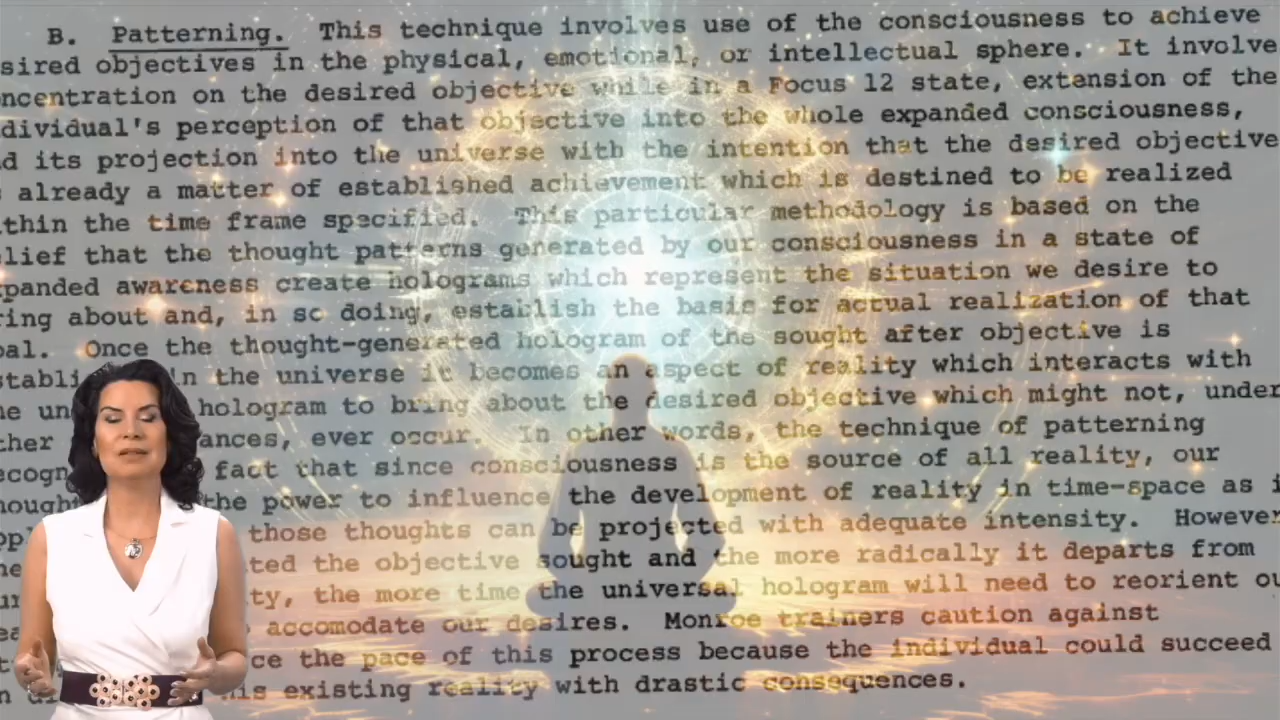 B. Patterning. This technique involves use of the consciousness to achieve
sired objectives in the physical, emotional, or intellectual sphere. It involve
ncentration on the desired objective while in a Focus 12 state, extension of the
dividual's perception of that objective into the whole expanded consciousness,
d its projection into the universe with the intention that the desired objective
already a matter of established achievement which is destined to be realized
thin the time frame specified. This particular methodology is based on the
lief that the thought patterns generated by our consciousness in a state of
panded awareness create holograms which represent the situation we desire to
ring about and, in so doing, establish the basis for actual realization of that
oal. Once the thought-generated hologram of the sought after objective is
stabli in the universe it becomes an aspect of reality which interacts with
he un hologram to bring about the desired objective which might not, under
ther ances, ever occur. In other words, the technique of patterning
ecogn fact that since consciousness is the source of all reality, our
hough the power to influence the development of reality in time-space as i
those thoughts can be projected with adequate intensity. However
ted the objective sought and the more radically it departs from
ty, the more time the universal hologram will need to reorient ou
accomodate our desires. Monroe trainers caution against
ce the pace of this process because the individual could succeed
his existing reality with drastic consequences.